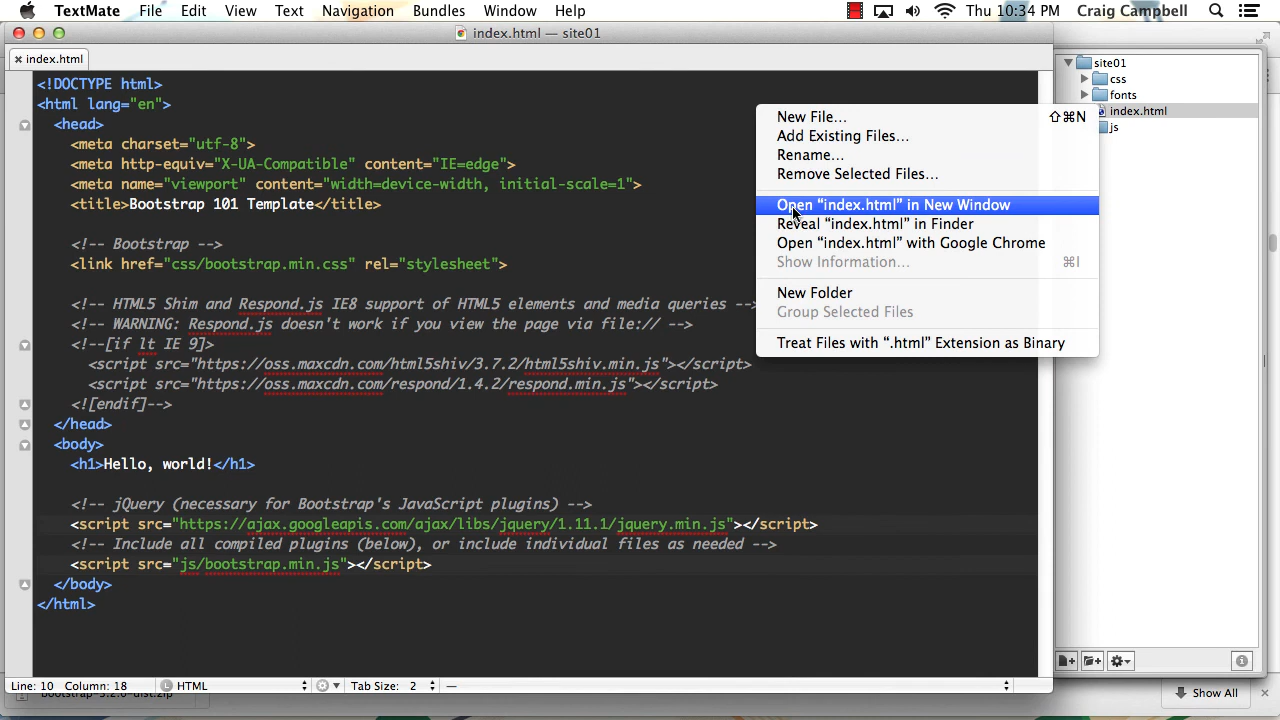 TextMate File Edit View Text Navigation Bundles Window Help Thu 10:34 PM Craig Campbell
index.html — site01
index.html
<!DOCTYPE html>
<html lang="en">
<head>
<meta charset="utf-8">
<meta http-equiv="X-UA-Compatible" content="IE=edge">
<meta name="viewport" content="width=device-width, initial-scale=1">
<title>Bootstrap 101 Template</title>
<!-- Bootstrap -->
<link href="css/bootstrap.min.css" rel="stylesheet">
<!-- HTML5 Shim and Respond.js IE8 support of HTML5 elements and media queries -->
<!-- WARNING: Respond.js doesn't work if you view the page via file:// -->
<!--[if lt IE 9]>
<script src="https://oss.maxcdn.com/html5shiv/3.7.2/html5shiv.min.js"></script>
<script src="https://oss.maxcdn.com/respond/1.4.2/respond.min.js"></script>
<![endif]-->
</head>
<body>
<h1>Hello, world!</h1>
<!-- jQuery (necessary for Bootstrap's JavaScript plugins) -->
<script src="https://ajax.googleapis.com/ajax/libs/jquery/1.11.1/jquery.min.js"></script>
<!-- Include all compiled plugins (below), or include individual files as needed -->
<script src="js/bootstrap.min.js"></script>
</body>
</html>
New File… ⇧⌘N
Add Existing Files…
Rename…
Remove Selected Files…
Open “index.html” in New Window
Reveal “index.html” in Finder
Open “index.html” with Google Chrome
Show Information… ⌘I
New Folder
Group Selected Files
Treat Files with “.html” Extension as Binary
site01
css
fonts
index.html
js
Line: 10 Column: 18 HTML Tab Size: 2 —
bootstrap-3.2.0-dist.zip
Show All